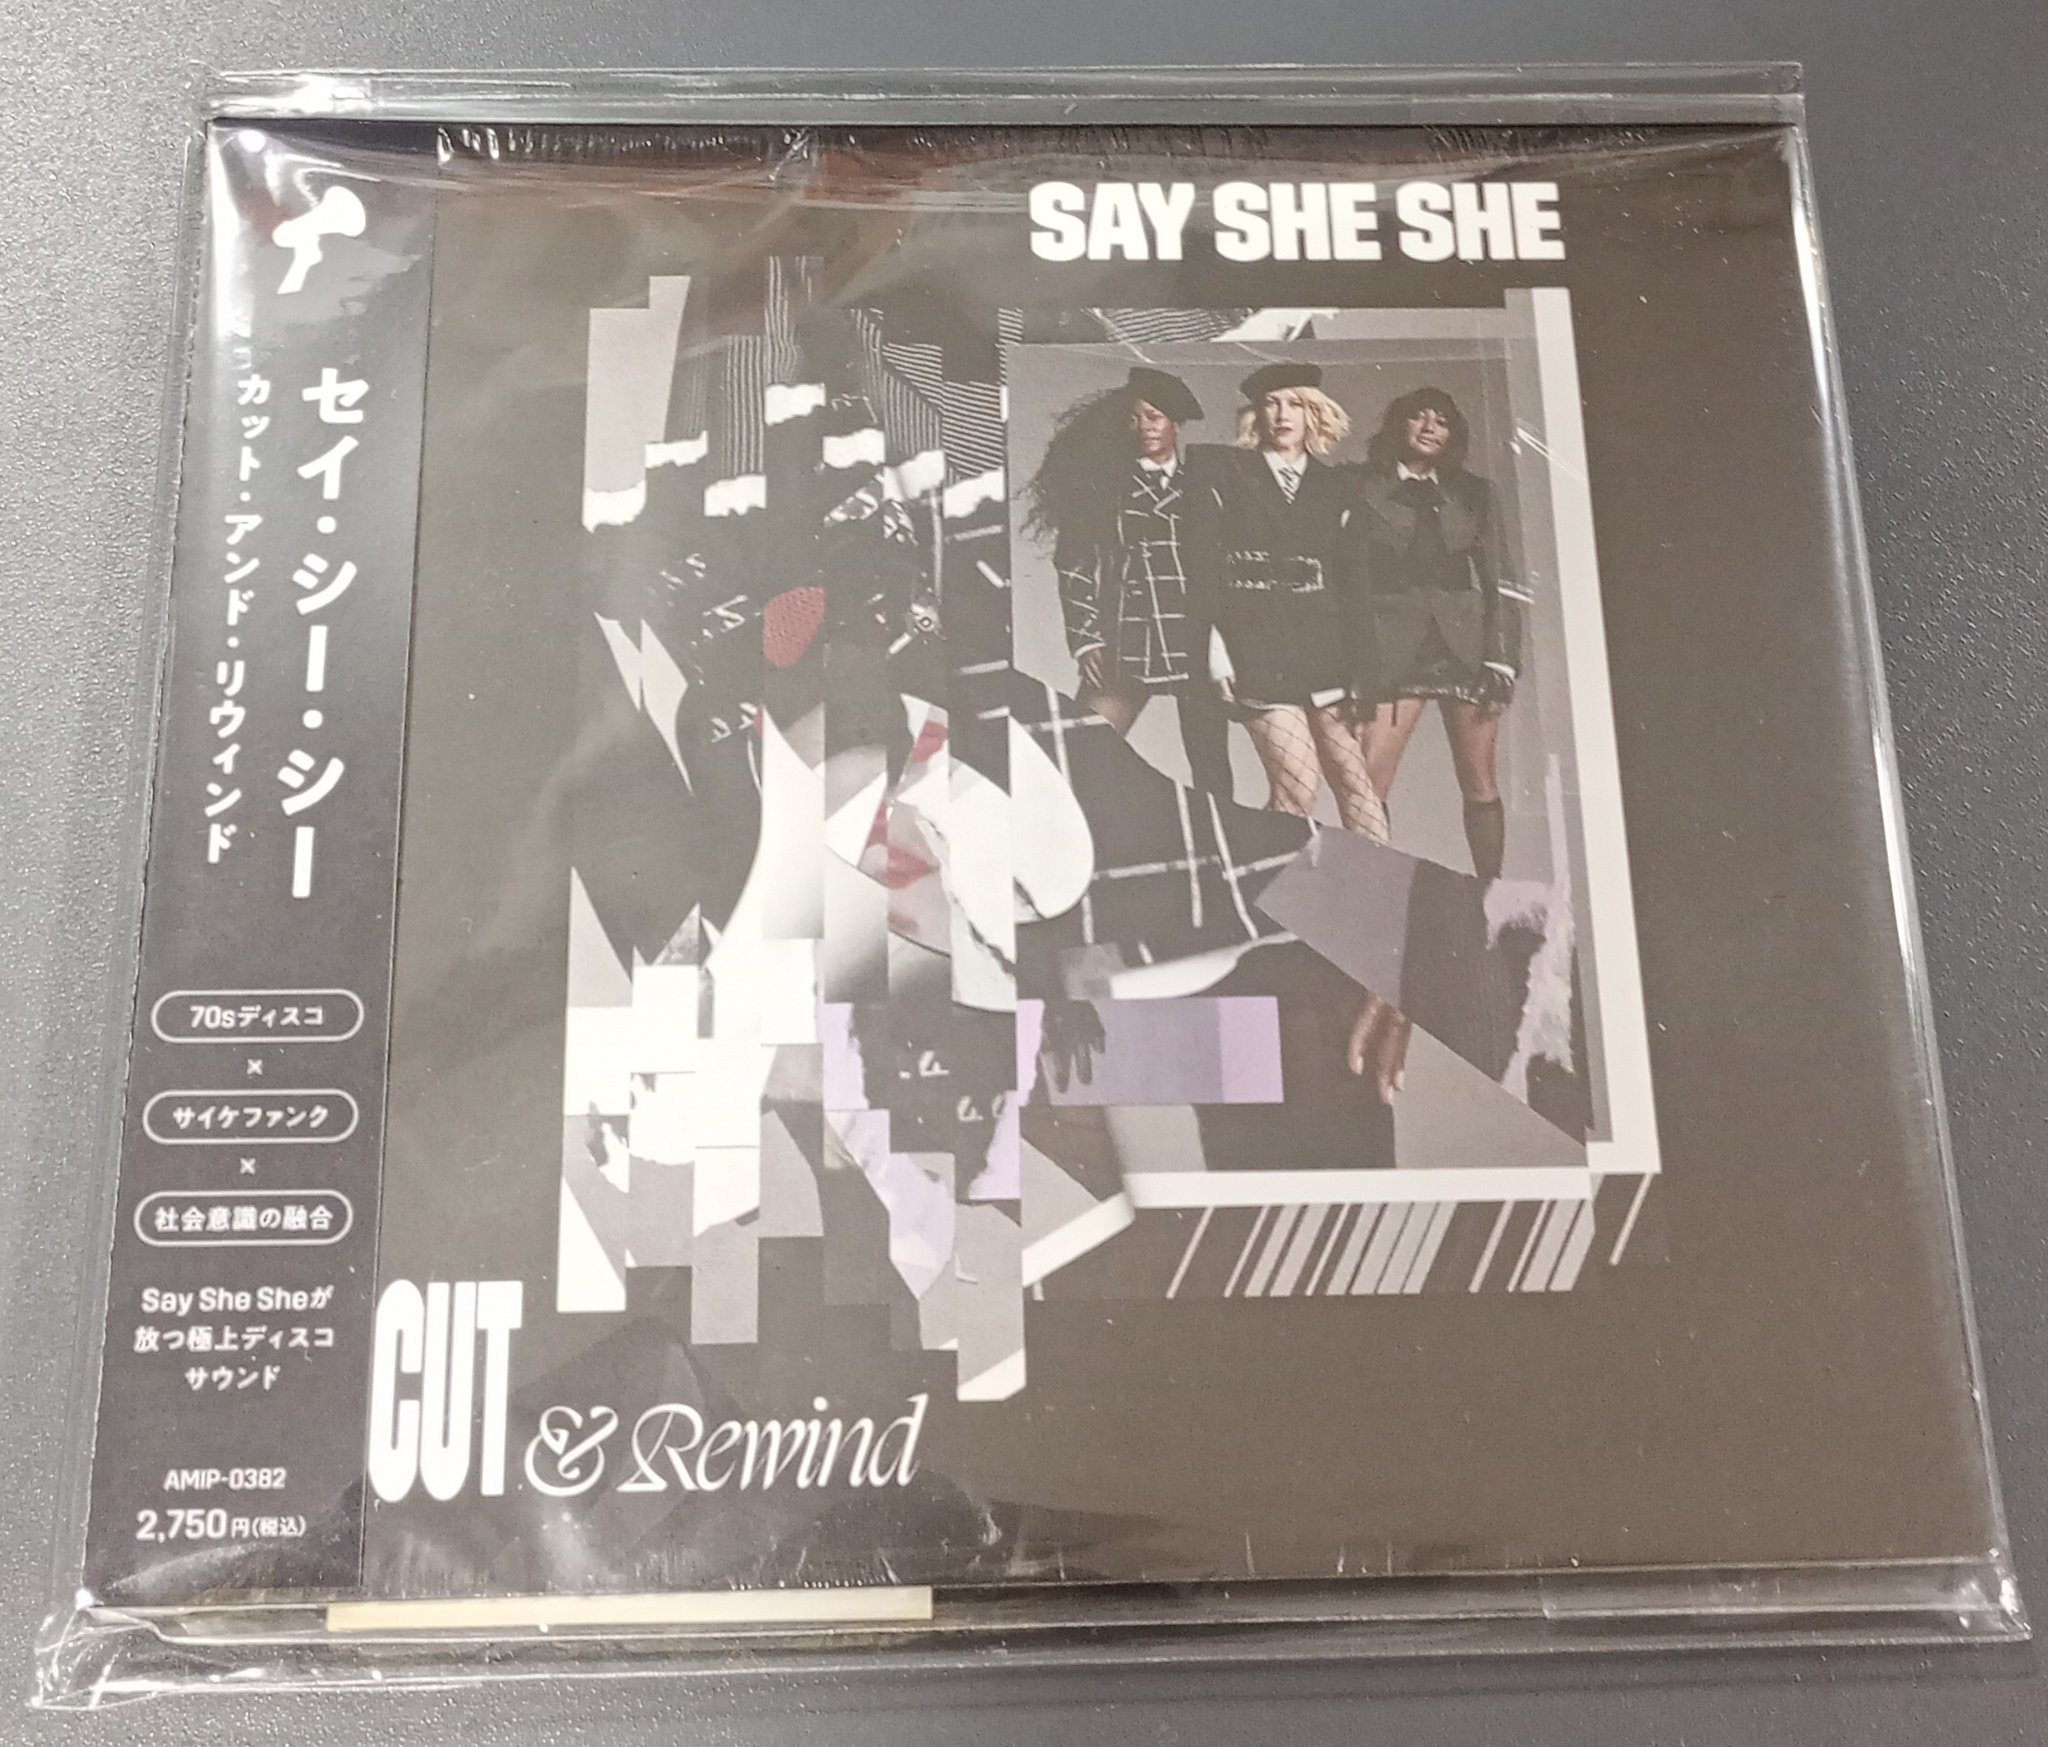 SAY SHE SHE
セイ・シー・シー
カット・アンド・リウィンド
70sディスコ
×
サイケファンク
×
社会意識の融合
Say She Sheが
放つ極上ディスコ
サウンド
AMIP-0382
2,750円(税込)
CUT & Rewind